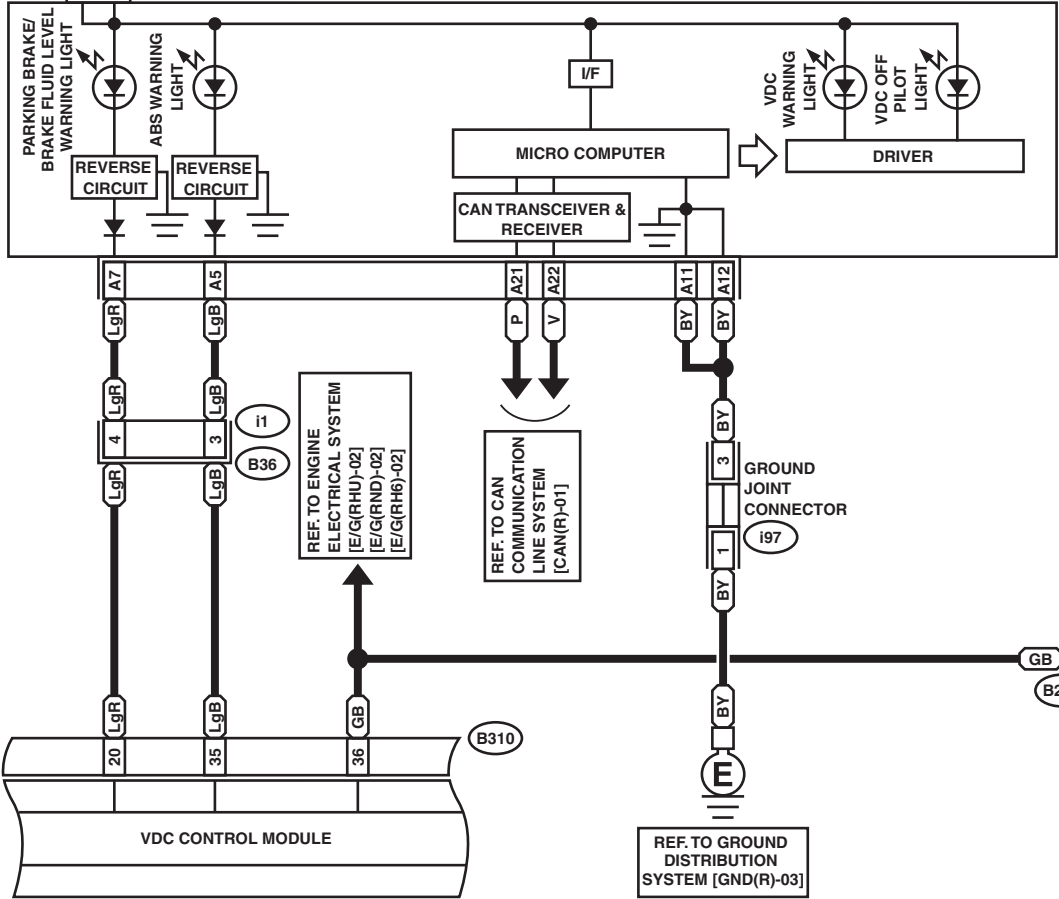 PARKING BRAKE/
BRAKE FLUID LEVEL
WARNING LIGHT
ABS WARNING
LIGHT
I/F
VDC
WARNING
LIGHT
VDC OFF
PILOT
LIGHT
REVERSE
CIRCUIT
REVERSE
CIRCUIT
MICRO COMPUTER
DRIVER
CAN TRANSCEIVER &
RECEIVER
A7
A5
A21
A22
A11
A12
LgR
LgB
P
V
BY
BY
LgR
LgB
4
3
i1
B36
LgR
LgB
REF. TO ENGINE
ELECTRICAL SYSTEM
[E/G(RHU)-02]
[E/G(RND)-02]
[E/G(RH6)-02]
REF. TO CAN
COMMUNICATION
LINE SYSTEM
[CAN(R)-01]
BY
3
GROUND
JOINT
CONNECTOR
i97
1
BY
GB
B2
LgR
LgB
GB
BY
20
35
36
B310
E
VDC CONTROL MODULE
REF. TO GROUND
DISTRIBUTION
SYSTEM [GND(R)-03]